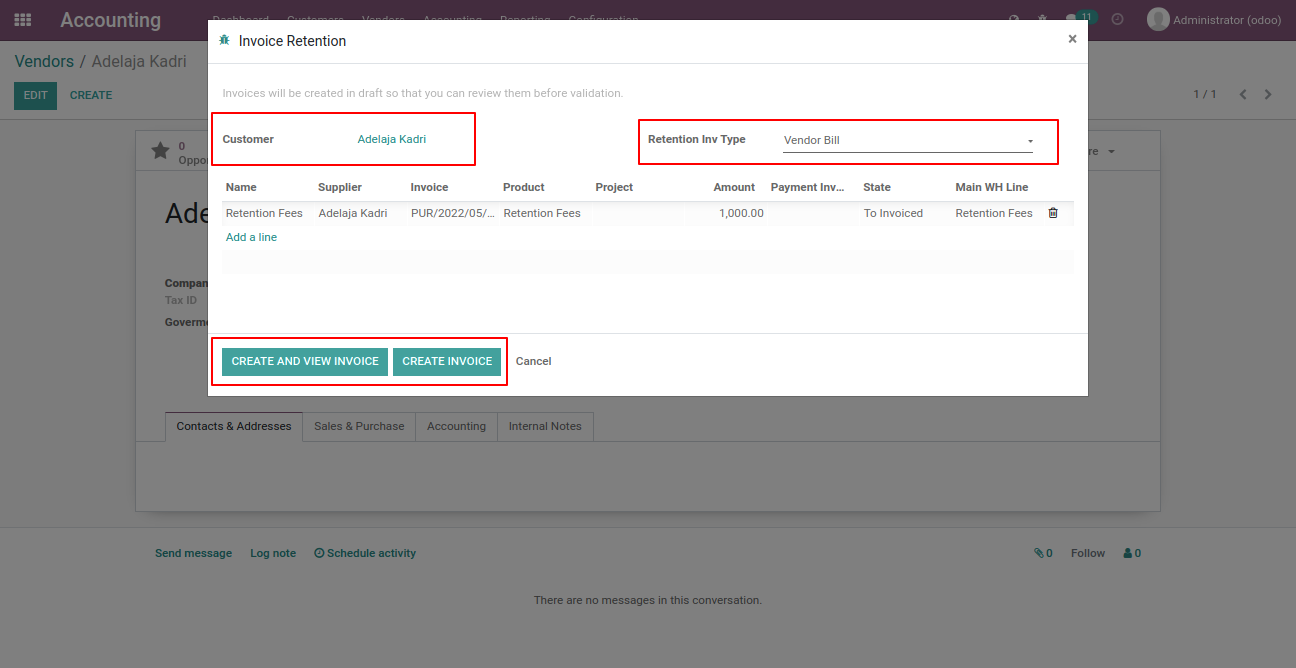 Accounting
Dashboard Customers Vendors Accounting Reporting Configuration
11
Administrator (odoo)
Invoice Retention
×
Vendors / Adelaja Kadri
EDIT CREATE
1 / 1
Invoices will be created in draft so that you can review them before validation.
Customer Adelaja Kadri
Retention Inv Type Vendor Bill
0
Oppo
re
Name Supplier Invoice Product Project Amount Payment Inv... State Main WH Line
Retention Fees Adelaja Kadri PUR/2022/05/... Retention Fees 1,000.00 To Invoiced Retention Fees
Add a line
Ade
Compan
Tax ID
Governme
CREATE AND VIEW INVOICE CREATE INVOICE Cancel
Contacts & Addresses Sales & Purchase Accounting Internal Notes
Send message Log note Schedule activity
0 Follow 0
There are no messages in this conversation.